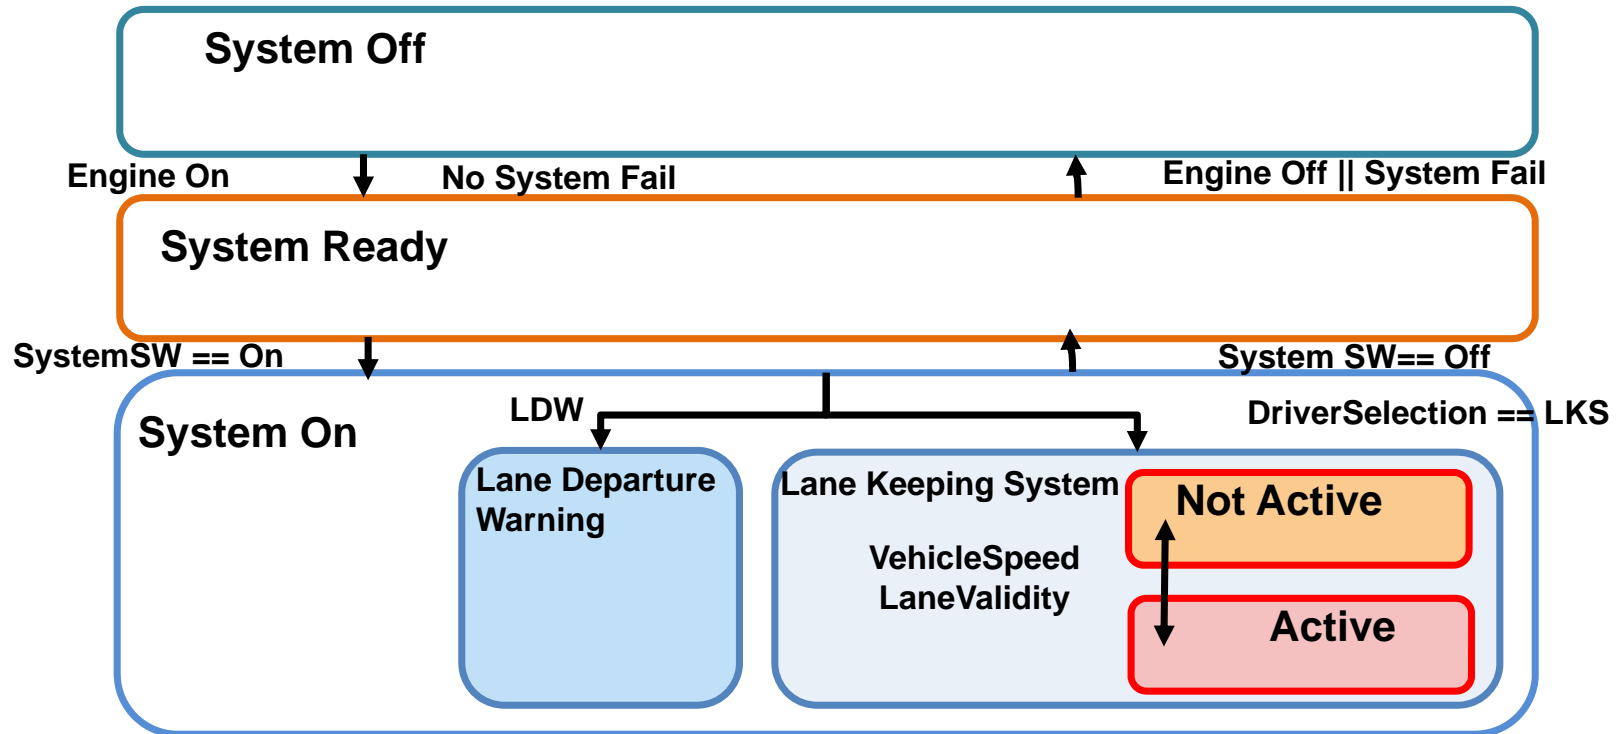 System Off
Engine On
No System Fail
Engine Off || System Fail
System Ready
SystemSW == On
System SW== Off
System On
LDW
DriverSelection == LKS
Lane Departure
Warning
Lane Keeping System
VehicleSpeed
LaneValidity
Not Active
Active